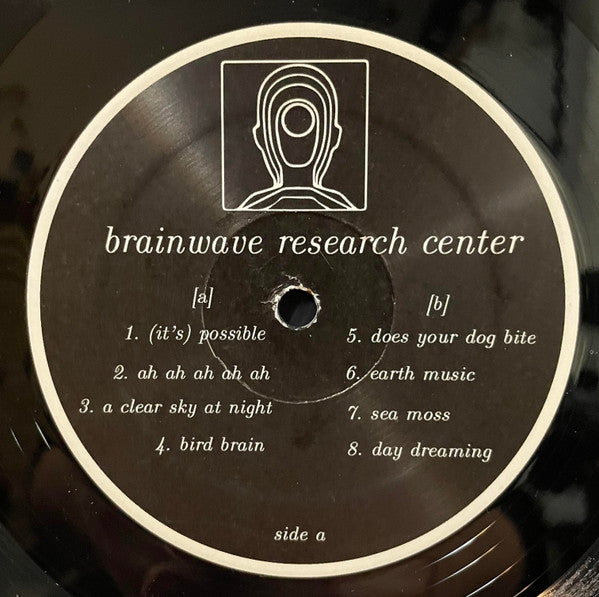 brainwave research center
[a]
1. (it's) possible
2. ah ah ah ah ah
3. a clear sky at night
4. bird brain
[b]
5. does your dog bite
6. earth music
7. sea moss
8. day dreaming
side a